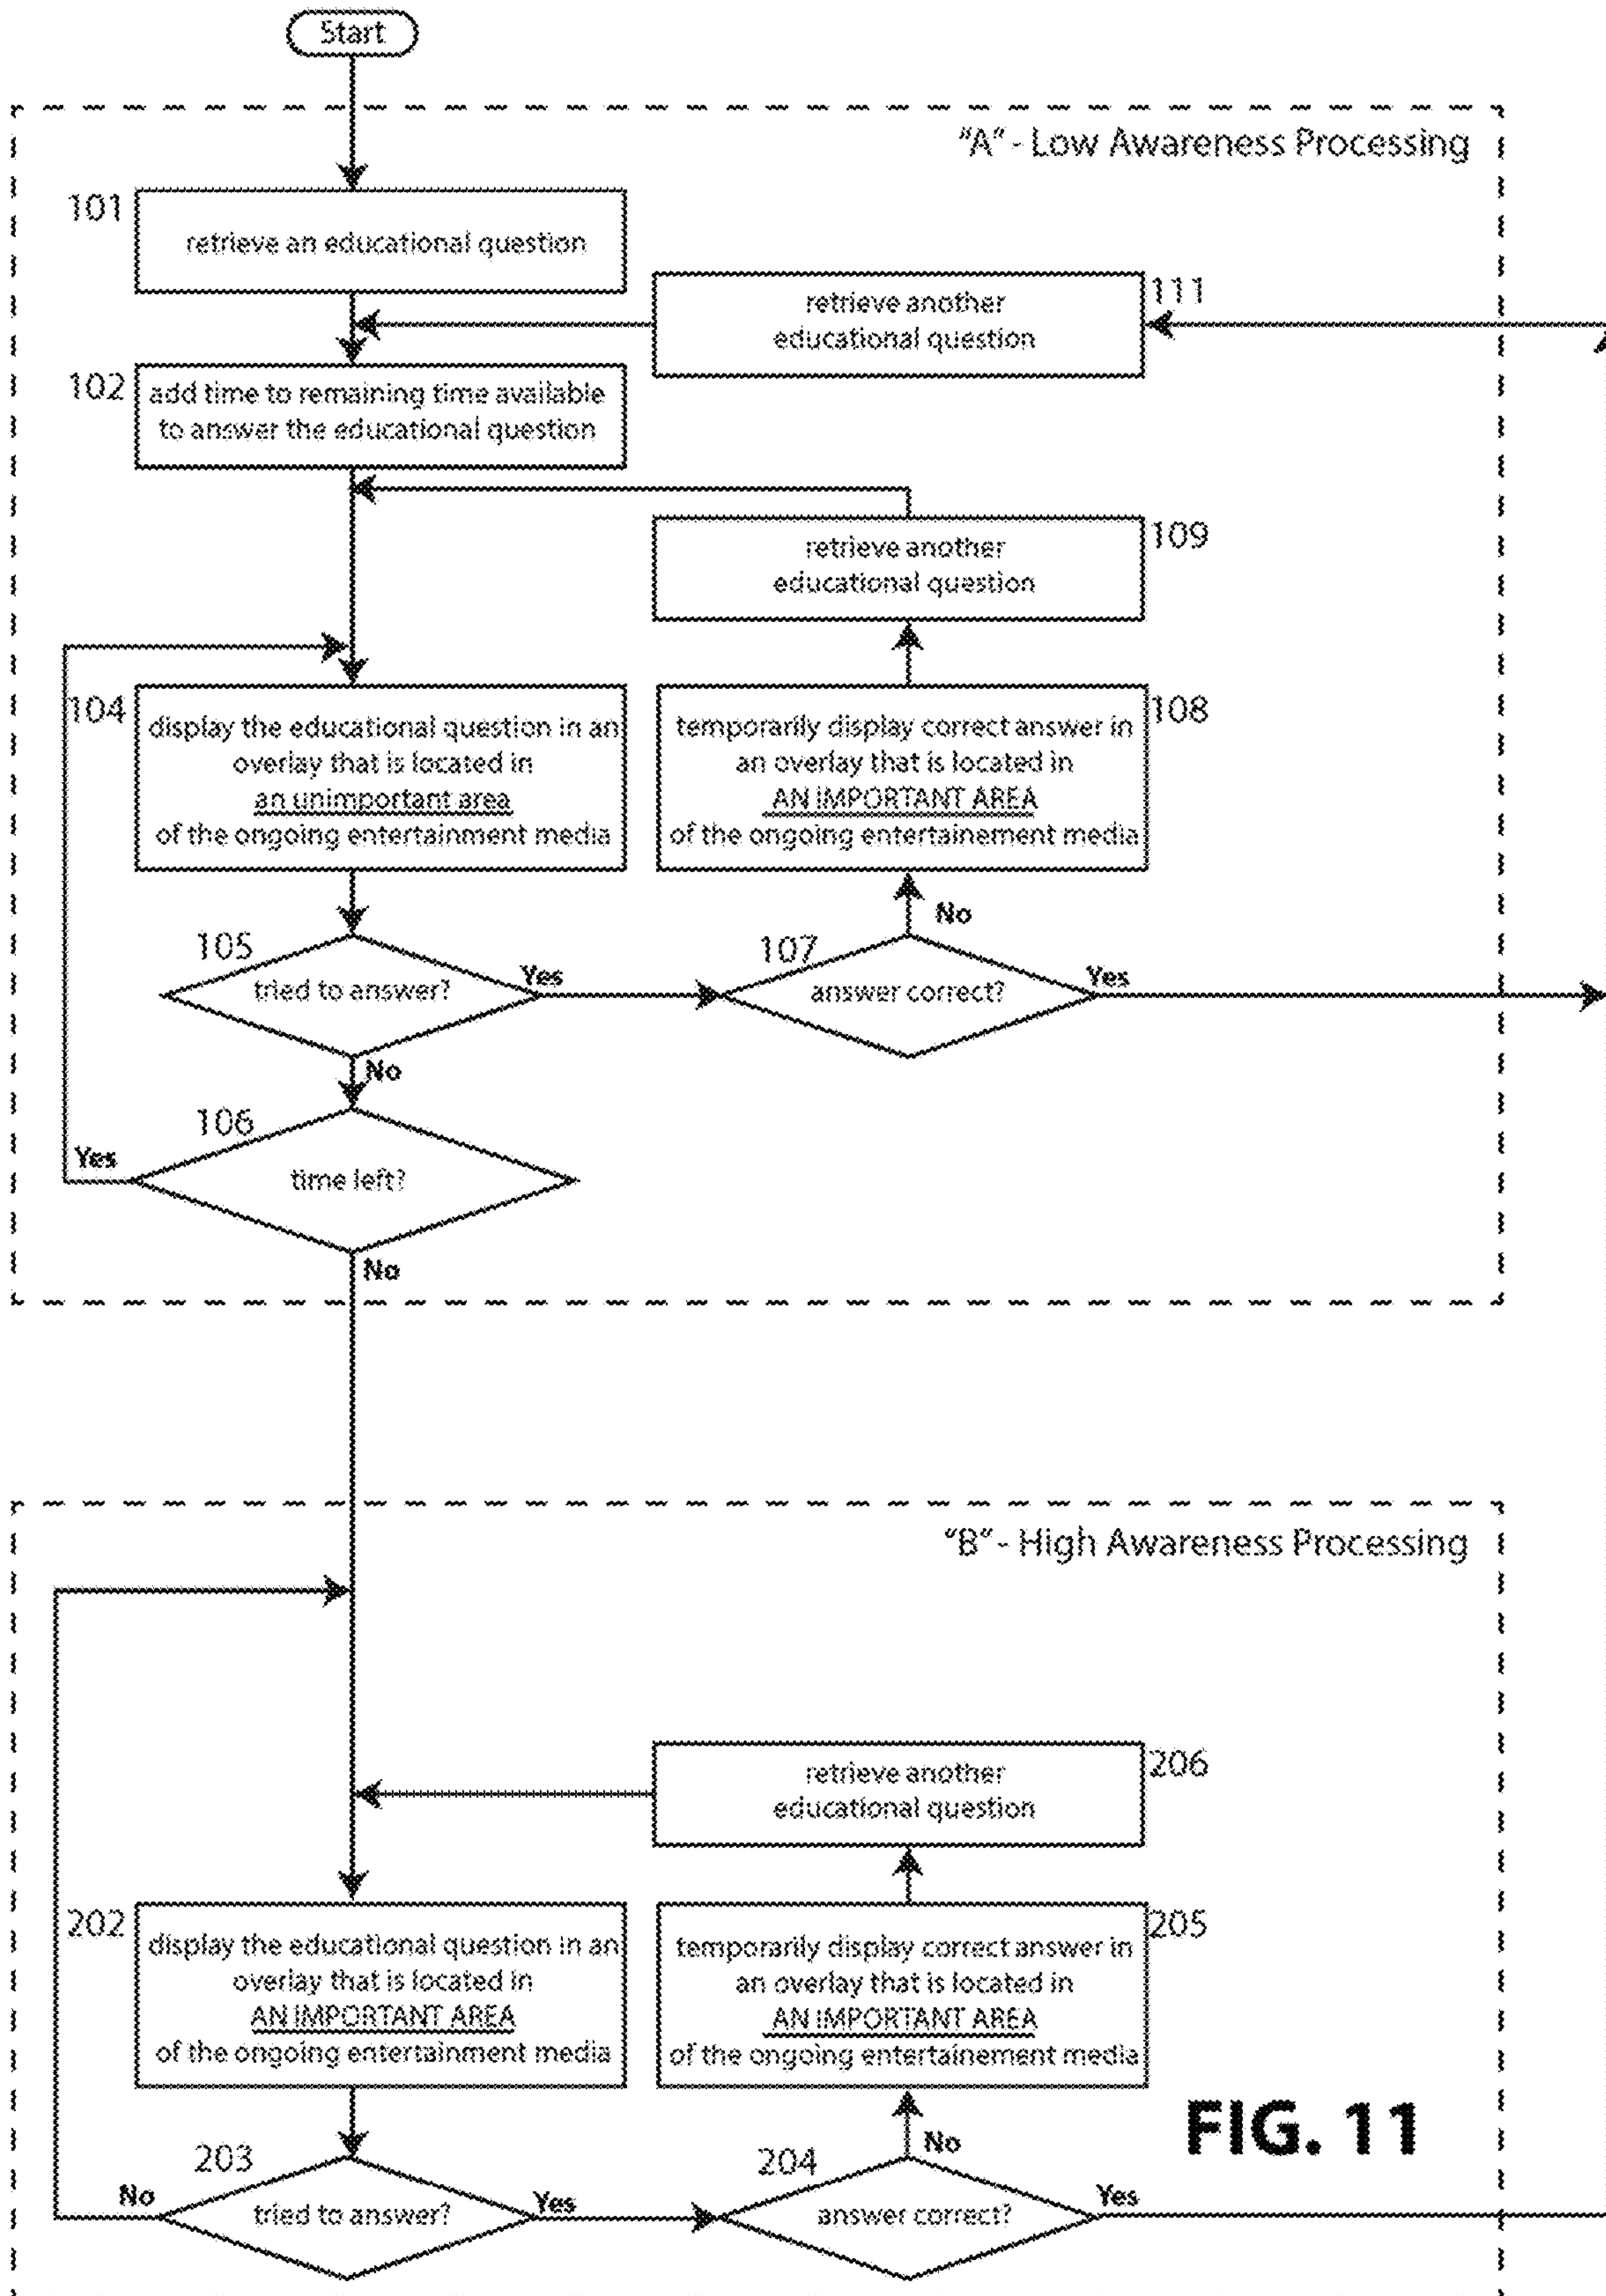 Start
"A" - Low Awareness Processing
101
retrieve an educational question
111
retrieve another
educational question
102
add time to remaining time available
to answer the educational question
109
retrieve another
educational question
104
display the educational question in an
overlay that is located in
an unimportant area
of the ongoing entertainment media
108
temporarily display correct answer in
an overlay that is located in
AN IMPORTANT AREA
of the ongoing entertainement media
No
105
tried to answer?
Yes
107
answer correct?
Yes
No
106
time left?
Yes
No
"B" - High Awareness Processing
206
retrieve another
educational question
202
display the educational question in an
overlay that is located in
AN IMPORTANT AREA
of the ongoing entertainment media
205
temporarily display correct answer in
an overlay that is located in
AN IMPORTANT AREA
of the ongoing entertainement media
FIG. 11
No
203
tried to answer?
No
Yes
204
answer correct?
Yes